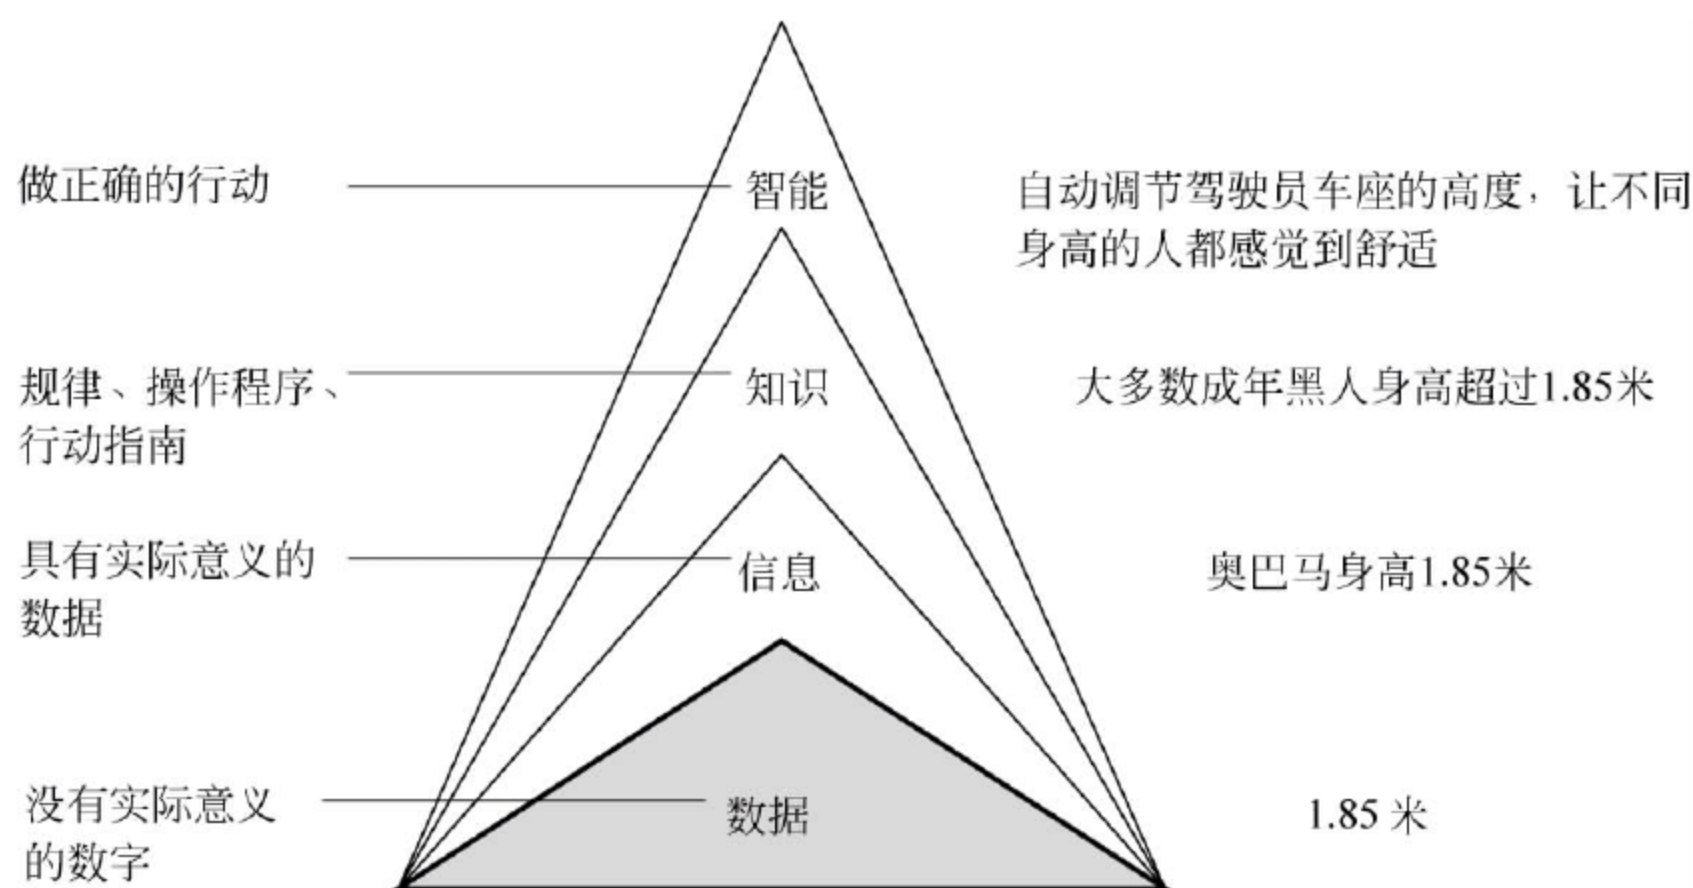 做正确的行动
智能
自动调节驾驶员车座的高度，让不同
身高的人都感觉到舒适
规律、操作程序、
行动指南
知识
大多数成年黑人身高超过1.85米
具有实际意义的
数据
信息
奥巴马身高1.85米
没有实际意义
的数字
数据
1.85 米